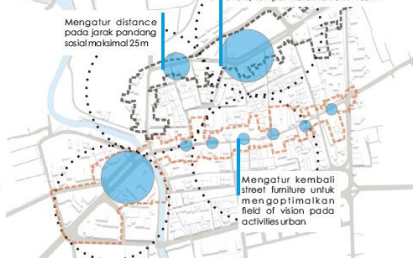 Mengatur distance
pada jarak pandang
sosial maksimal 25m
Mengatur kembali
street furniture untuk
mengoptimalkan
field of vision pada
activities urban